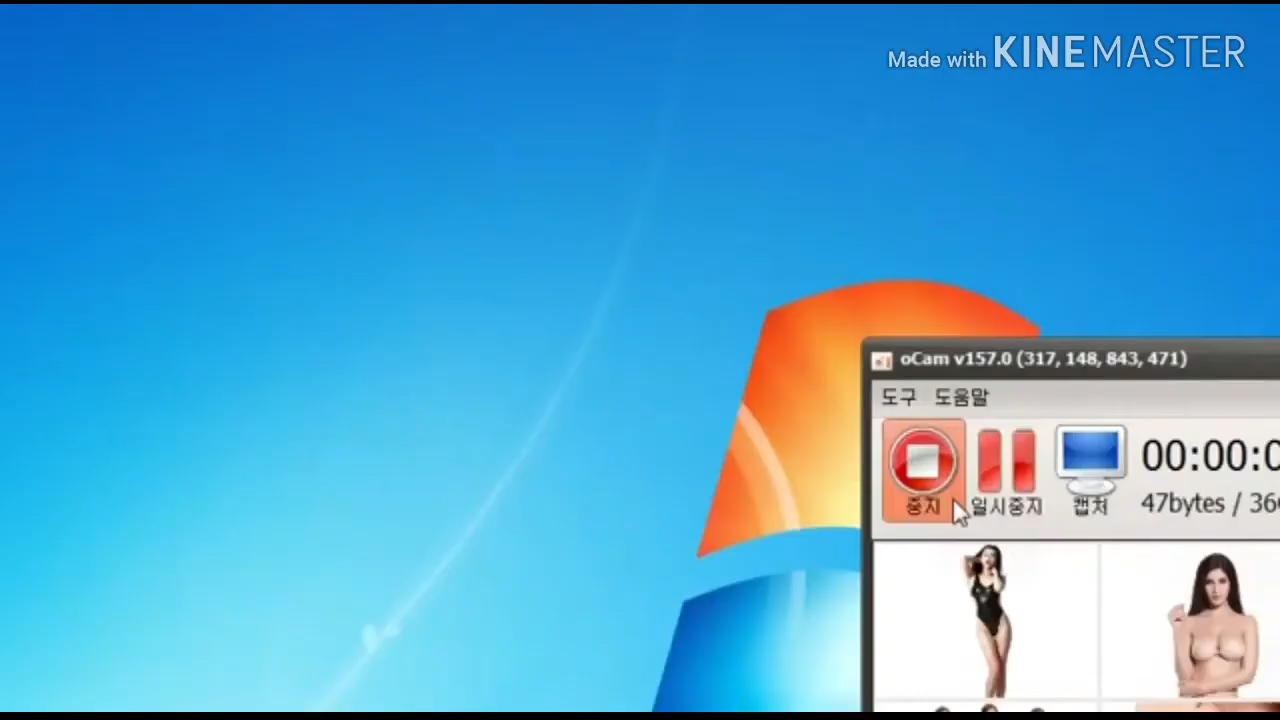 Made with KINEMASTER
oCam v157.0 (317, 148, 843, 471)
도구 도움말
00:00:0
중지 일시중지 캡처 47bytes / 36